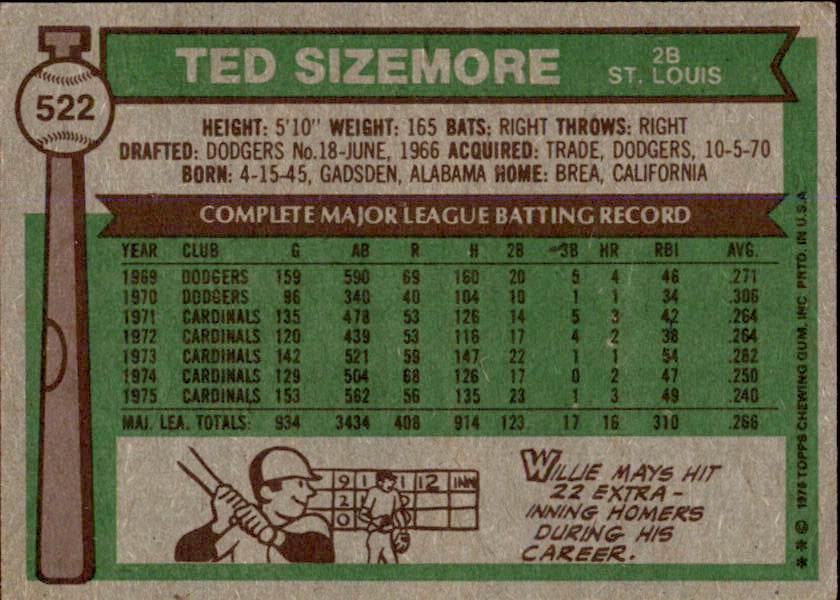 522
TED SIZEMORE
2B
ST. LOUIS
HEIGHT: 5'10" WEIGHT: 165 BATS: RIGHT THROWS: RIGHT
DRAFTED: DODGERS No.18-JUNE, 1966 ACQUIRED: TRADE, DODGERS, 10-5-70
BORN: 4-15-45, GADSDEN, ALABAMA HOME: BREA, CALIFORNIA
COMPLETE MAJOR LEAGUE BATTING RECORD
YEAR CLUB G AB R H 2B 3B HR RBI AVG.
1969 DODGERS 159 590 69 160 20 5 4 46 .271
1970 DODGERS 96 340 40 104 10 1 1 34 .306
1971 CARDINALS 135 478 53 126 14 5 3 42 .264
1972 CARDINALS 120 439 53 116 17 4 2 38 .264
1973 CARDINALS 142 521 59 147 22 1 1 54 .282
1974 CARDINALS 129 504 68 126 17 0 2 47 .250
1975 CARDINALS 153 562 56 135 23 1 3 49 .240
MAJ. LEA. TOTALS: 934 3434 408 914 123 17 16 310 .266
9 1 1 12 INN
2
0
WILLIE MAYS HIT
22 EXTRA-
INNING HOMERS
DURING HIS
CAREER.
** © 1976 TOPPS CHEWING GUM, INC. PRTD. IN U.S.A.